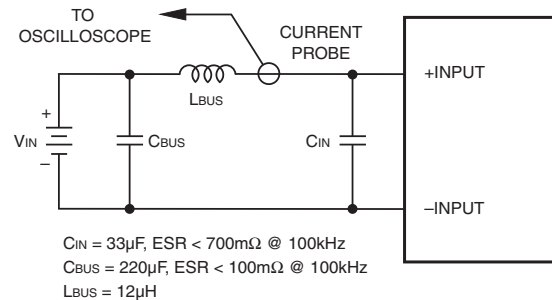 TO
OSCILLOSCOPE
CURRENT
PROBE
+INPUT
LBUS
+
VIN
–
CBUS
CIN
–INPUT
CIN = 33µF, ESR < 700mΩ @ 100kHz
CBUS = 220µF, ESR < 100mΩ @ 100kHz
LBUS = 12µH